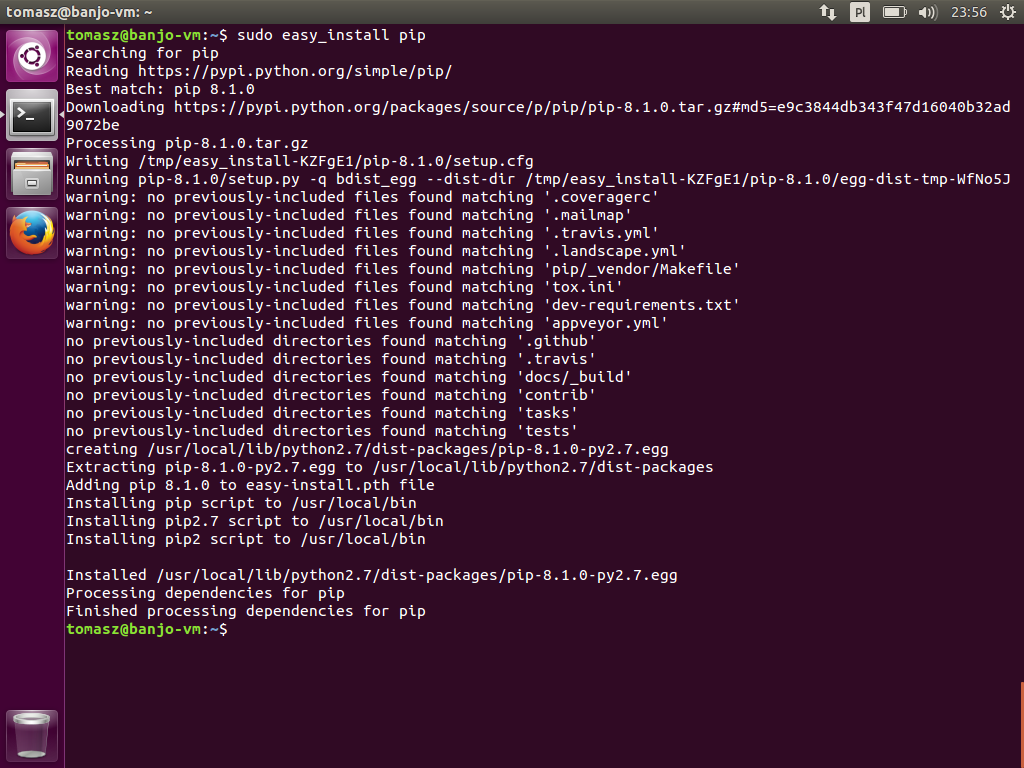 tomasz@banjo-vm: ~
Pl
23:56
tomasz@banjo-vm:~$ sudo easy_install pip
Searching for pip
Reading https://pypi.python.org/simple/pip/
Best match: pip 8.1.0
Downloading https://pypi.python.org/packages/source/p/pip/pip-8.1.0.tar.gz#md5=e9c3844db343f47d16040b32ad
9072be
Processing pip-8.1.0.tar.gz
Writing /tmp/easy_install-KZFgE1/pip-8.1.0/setup.cfg
Running pip-8.1.0/setup.py -q bdist_egg --dist-dir /tmp/easy_install-KZFgE1/pip-8.1.0/egg-dist-tmp-WfNo5J
warning: no previously-included files found matching '.coveragerc'
warning: no previously-included files found matching '.mailmap'
warning: no previously-included files found matching '.travis.yml'
warning: no previously-included files found matching '.landscape.yml'
warning: no previously-included files found matching 'pip/_vendor/Makefile'
warning: no previously-included files found matching 'tox.ini'
warning: no previously-included files found matching 'dev-requirements.txt'
warning: no previously-included files found matching 'appveyor.yml'
no previously-included directories found matching '.github'
no previously-included directories found matching '.travis'
no previously-included directories found matching 'docs/_build'
no previously-included directories found matching 'contrib'
no previously-included directories found matching 'tasks'
no previously-included directories found matching 'tests'
creating /usr/local/lib/python2.7/dist-packages/pip-8.1.0-py2.7.egg
Extracting pip-8.1.0-py2.7.egg to /usr/local/lib/python2.7/dist-packages
Adding pip 8.1.0 to easy-install.pth file
Installing pip script to /usr/local/bin
Installing pip2.7 script to /usr/local/bin
Installing pip2 script to /usr/local/bin
Installed /usr/local/lib/python2.7/dist-packages/pip-8.1.0-py2.7.egg
Processing dependencies for pip
Finished processing dependencies for pip
tomasz@banjo-vm:~$